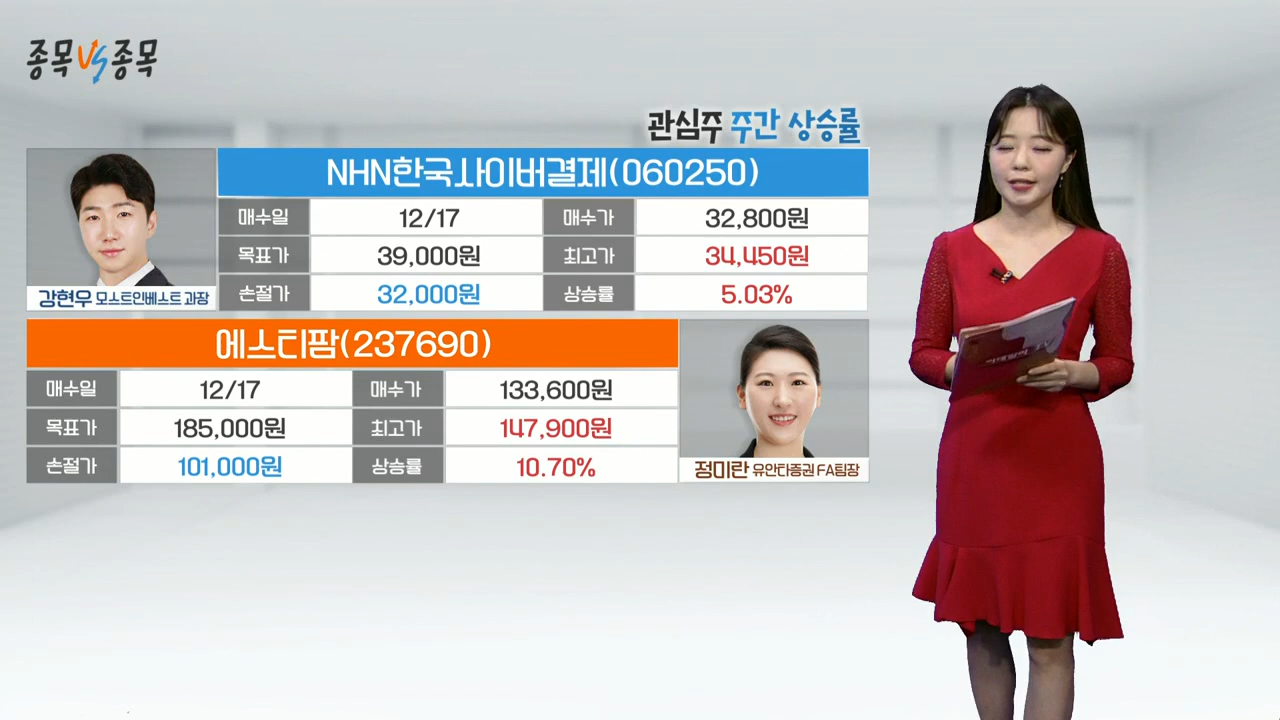 종목VS종목
관심주 주간 상승률
NHN한국사이버결제(060250)
매수일 12/17 매수가 32,800원
목표가 39,000원 최고가 34,450원
손절가 32,000원 상승률 5.03%
강현우 모스트인베스트 과장
에스티팜(237690)
매수일 12/17 매수가 133,600원
목표가 185,000원 최고가 147,900원
손절가 101,000원 상승률 10.70%
정미란 유안타증권 FA팀장